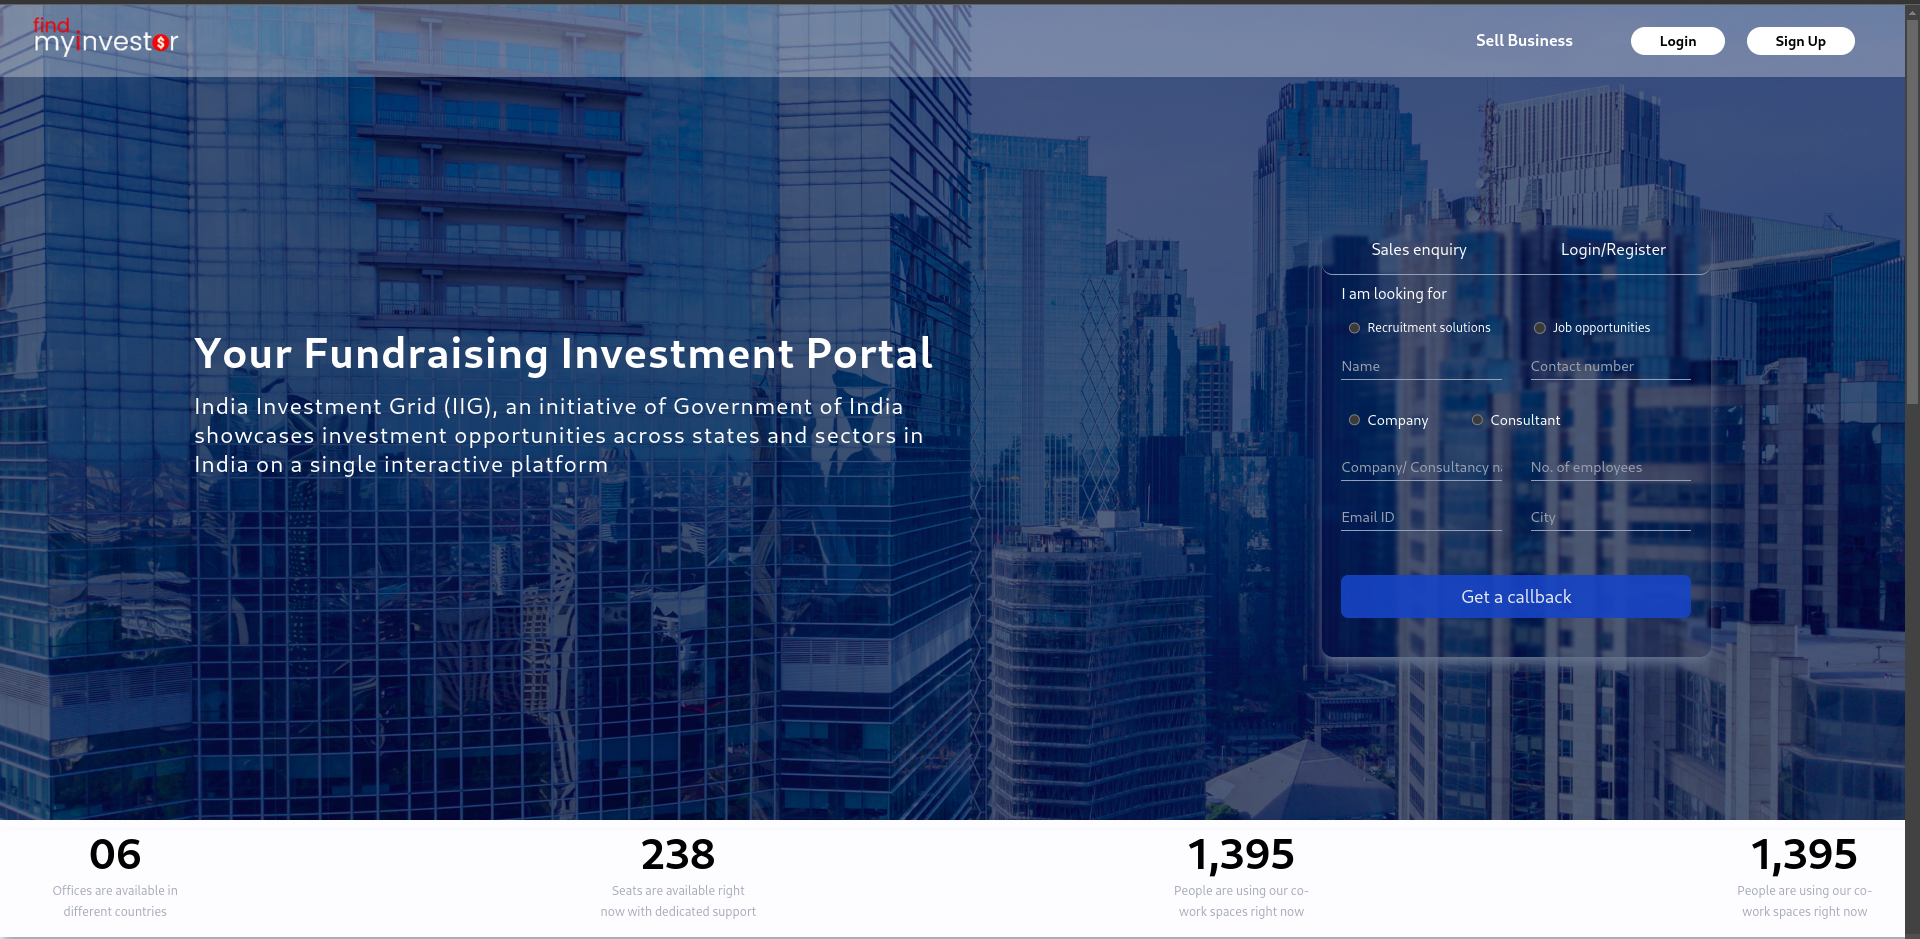 find
myinvest$r
Sell Business
Login
Sign Up
Sales enquiry
Login/Register
I am looking for
Recruitment solutions
Job opportunities
Name
Contact number
Company
Consultant
Company/ Consultancy na
No. of employees
Email ID
City
Get a callback
Your Fundraising Investment Portal
India Investment Grid (IIG), an initiative of Government of India
showcases investment opportunities across states and sectors in
India on a single interactive platform
06
Offices are available in
different countries
238
Seats are available right
now with dedicated support
1,395
People are using our co-
work spaces right now
1,395
People are using our co-
work spaces right now